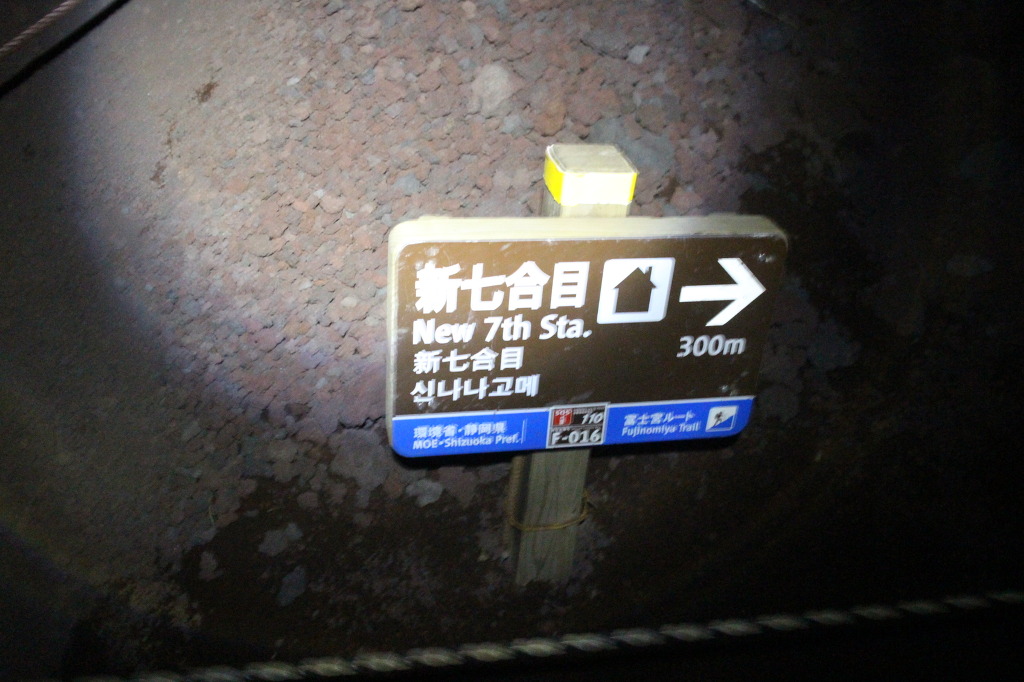 新七合目
New 7th Sta.
300m
新七合目
신나나고메
環境省・静岡県
MOE・Shizuoka Pref.
110
F-016
富士宮ルート
Fujinomiya Trail